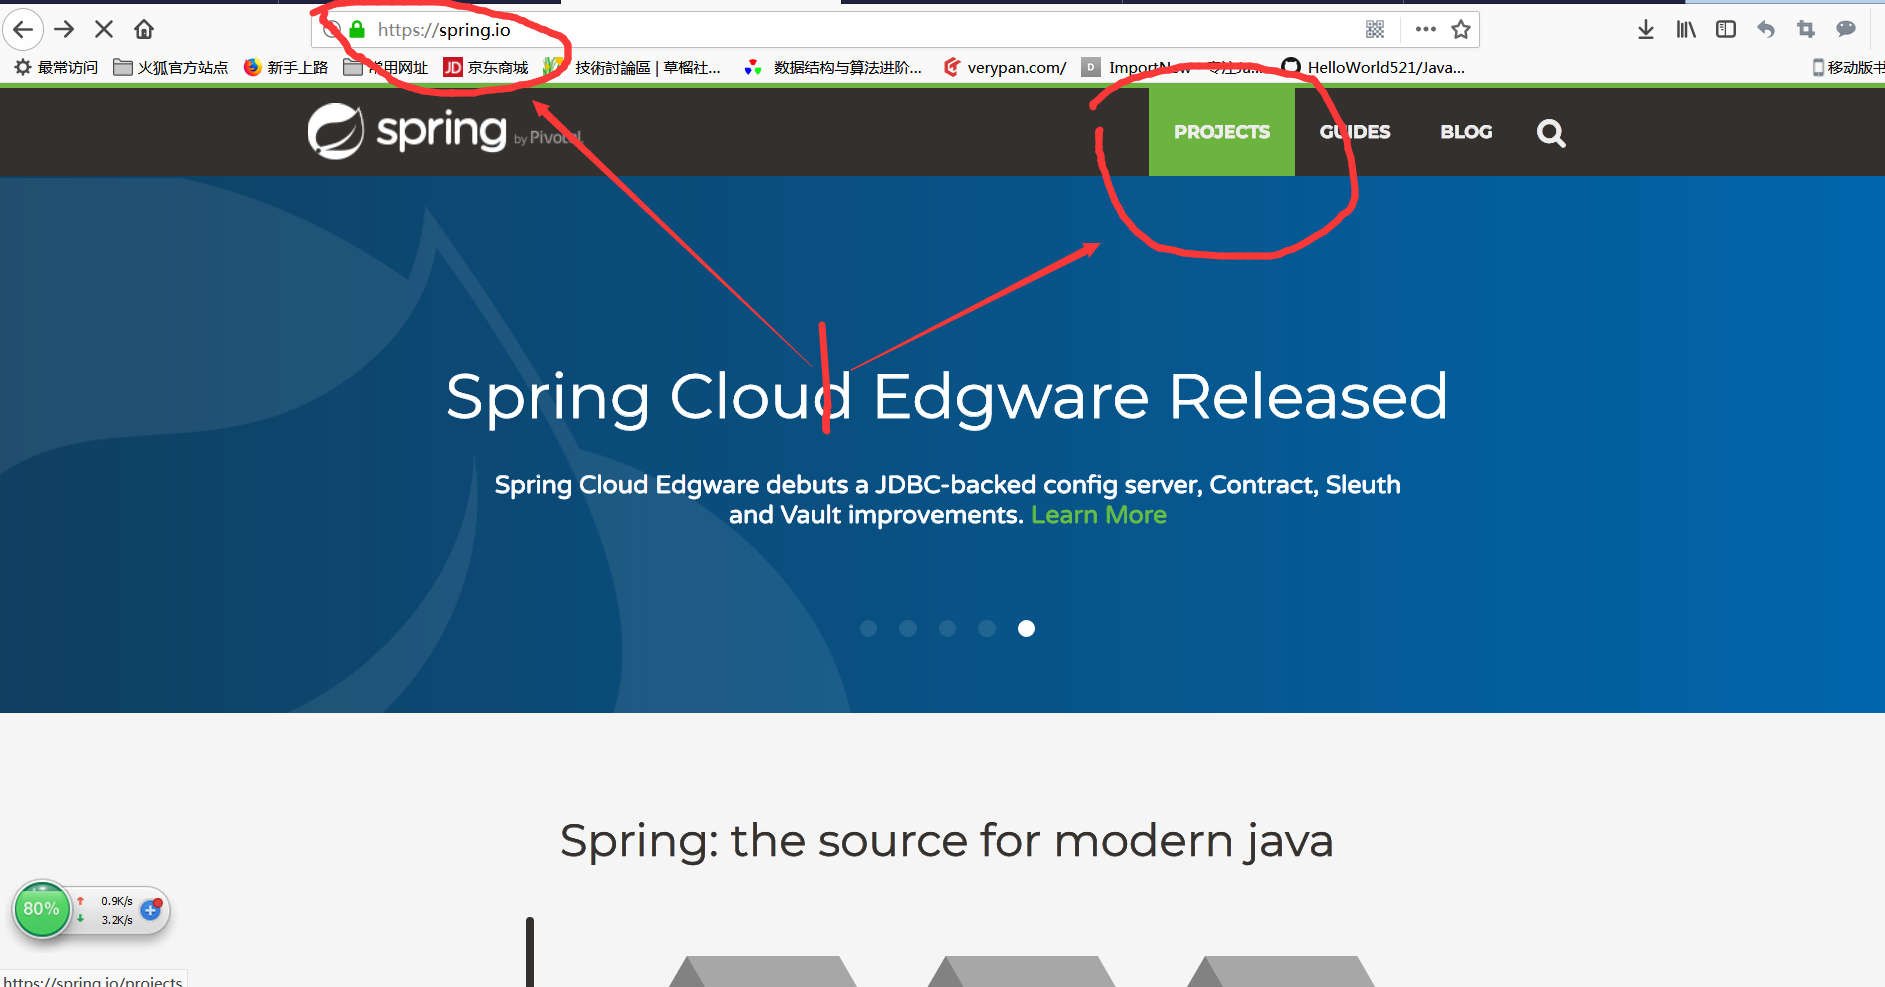 https://spring.io
最常访问 火狐官方站点 新手上路 常用网址 JD 京东商城 技術討論區 | 草榴社... 数据结构与算法进阶... verypan.com/ D ImportNew HelloWorld521/Java... 移动版书
spring by Pivotal
PROJECTS GUIDES BLOG
Spring Cloud Edgware Released
Spring Cloud Edgware debuts a JDBC-backed config server, Contract, Sleuth
and Vault improvements. Learn More
Spring: the source for modern java
80% 0.9K/s
3.2K/s
https://spring.io/projects